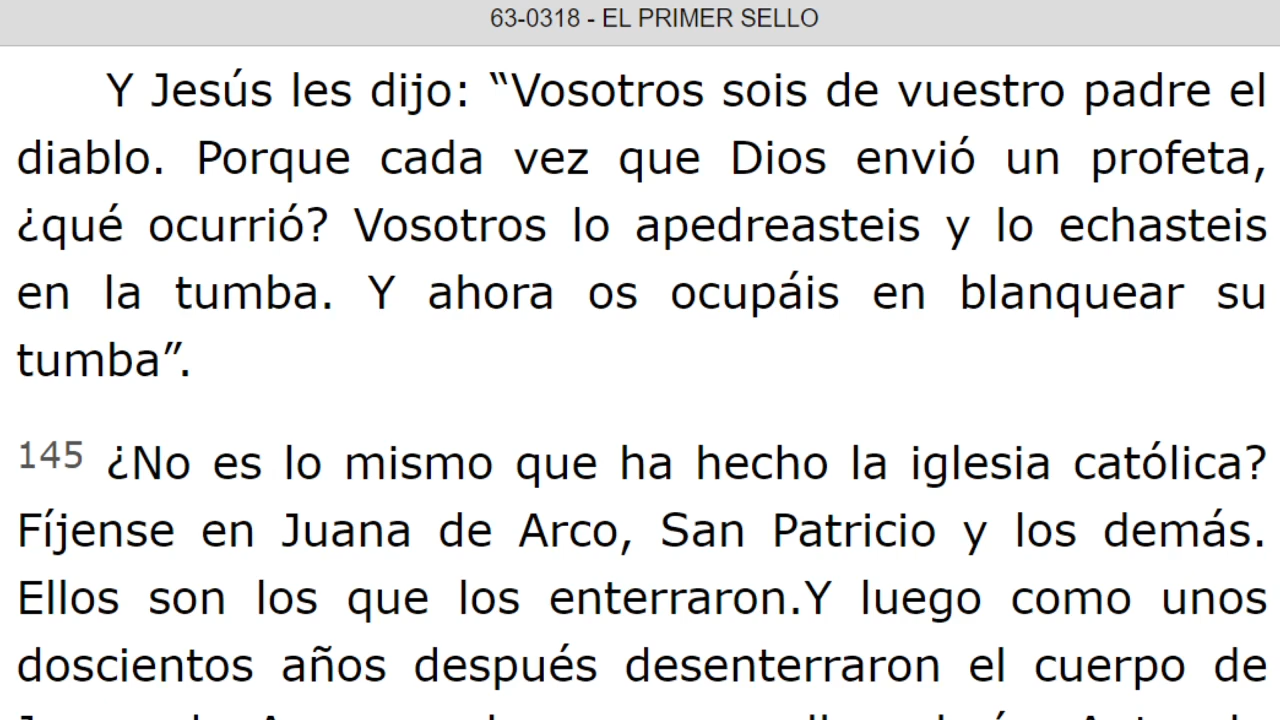 63-0318 - EL PRIMER SELLO
Y Jesús les dijo: “Vosotros sois de vuestro padre el
diablo. Porque cada vez que Dios envió un profeta,
¿qué ocurrió? Vosotros lo apedreasteis y lo echasteis
en la tumba. Y ahora os ocupáis en blanquear su
tumba”.
145 ¿No es lo mismo que ha hecho la iglesia católica?
Fíjense en Juana de Arco, San Patricio y los demás.
Ellos son los que los enterraron.Y luego como unos
doscientos años después desenterraron el cuerpo de